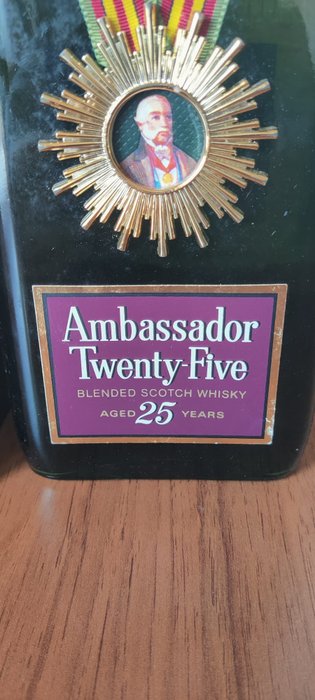 Ambassador
Twenty-Five
BLENDED SCOTCH WHISKY
AGED 25 YEARS